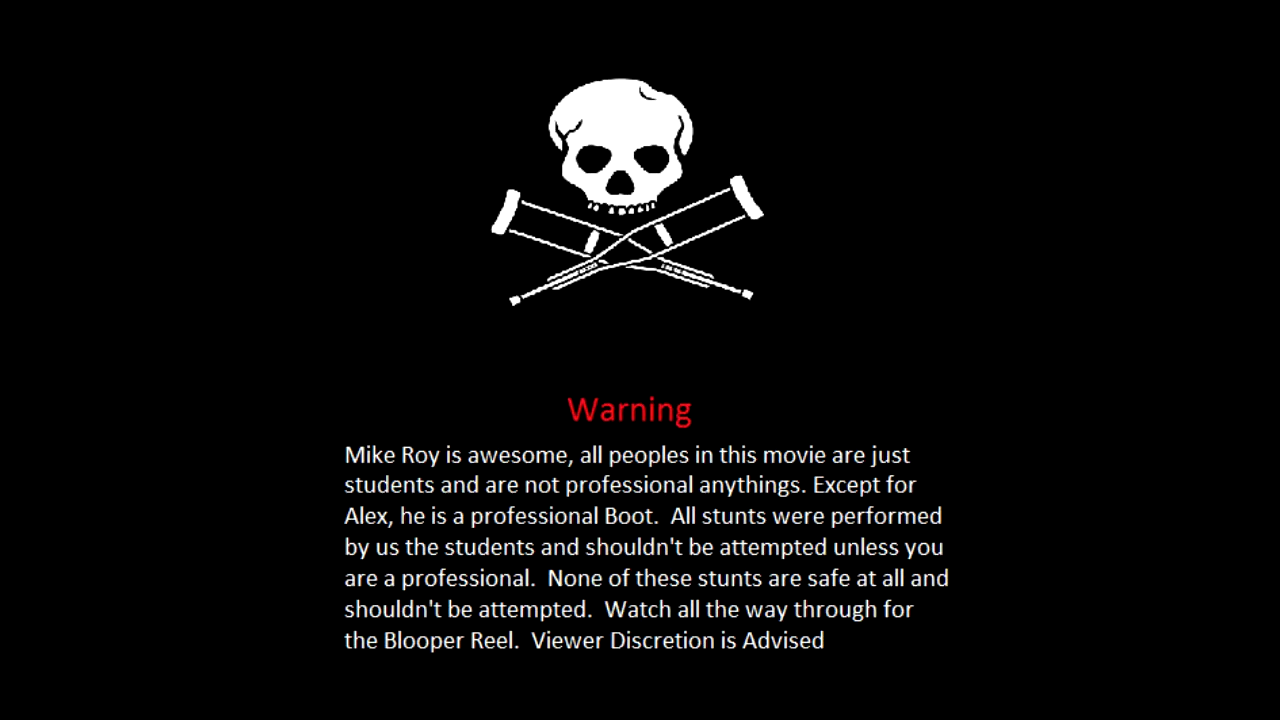 Warning
Mike Roy is awesome, all peoples in this movie are just
students and are not professional anythings. Except for
Alex, he is a professional Boot.  All stunts were performed
by us the students and shouldn't be attempted unless you
are a professional.  None of these stunts are safe at all and
shouldn't be attempted.  Watch all the way through for
the Blooper Reel.  Viewer Discretion is Advised